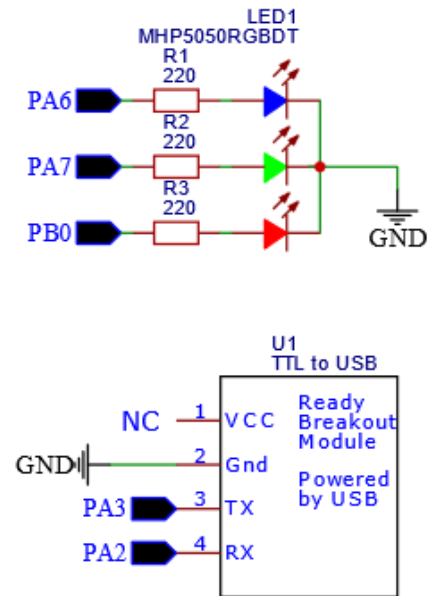 LED1
MHP5050RGBDT
R1
220
PA6
R2
220
PA7
R3
220
PB0
GND
U1
TTL to USB
NC 1 VCC Ready
Breakout
Module
GND 2 Gnd
Powered
by USB
PA3 3 TX
PA2 4 RX